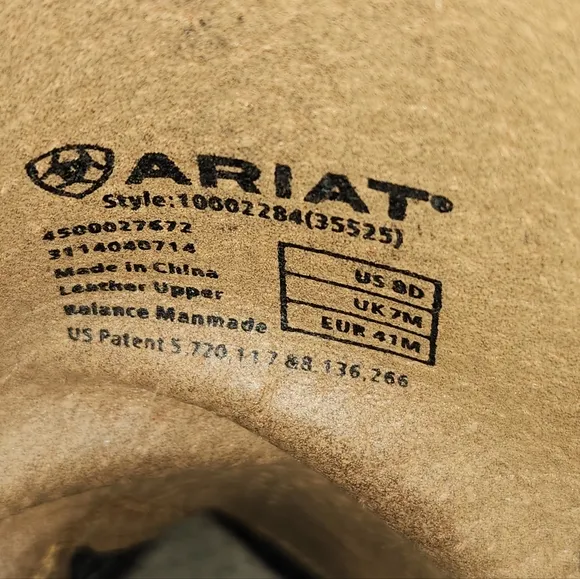 ARIAT®
Style:10002284(35525)
4500027672
3114040714
Made in China
Leather Upper
Balance Manmade
US Patent 5,720,117 &8,136,266
US 8D
UK 7M
EUR 41M